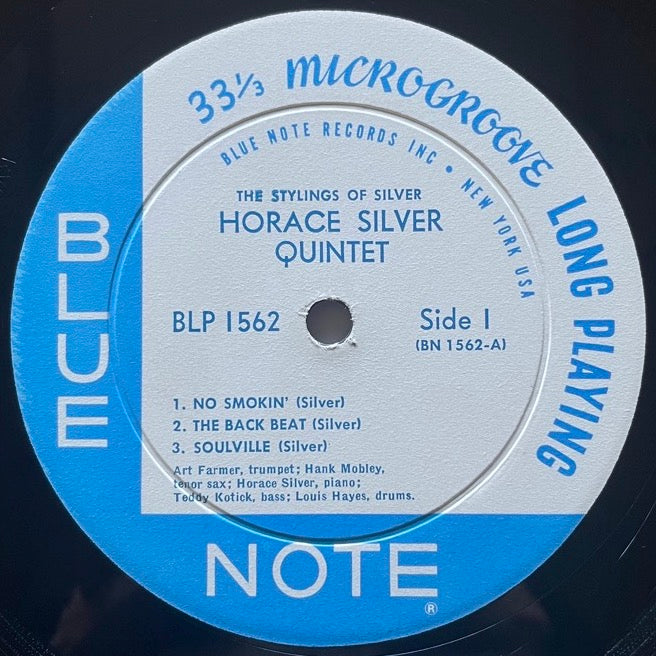 33⅓ MICROGROOVE LONG PLAYING
BLUE NOTE RECORDS INC • NEW YORK USA
THE STYLINGS OF SILVER
HORACE SILVER
QUINTET
BLP 1562
Side 1
(BN 1562-A)
1. NO SMOKIN' (Silver)
2. THE BACK BEAT (Silver)
3. SOULVILLE (Silver)
Art Farmer, trumpet; Hank Mobley,
tenor sax; Horace Silver, piano;
Teddy Kotick, bass; Louis Hayes, drums.
BLUE
NOTE
®